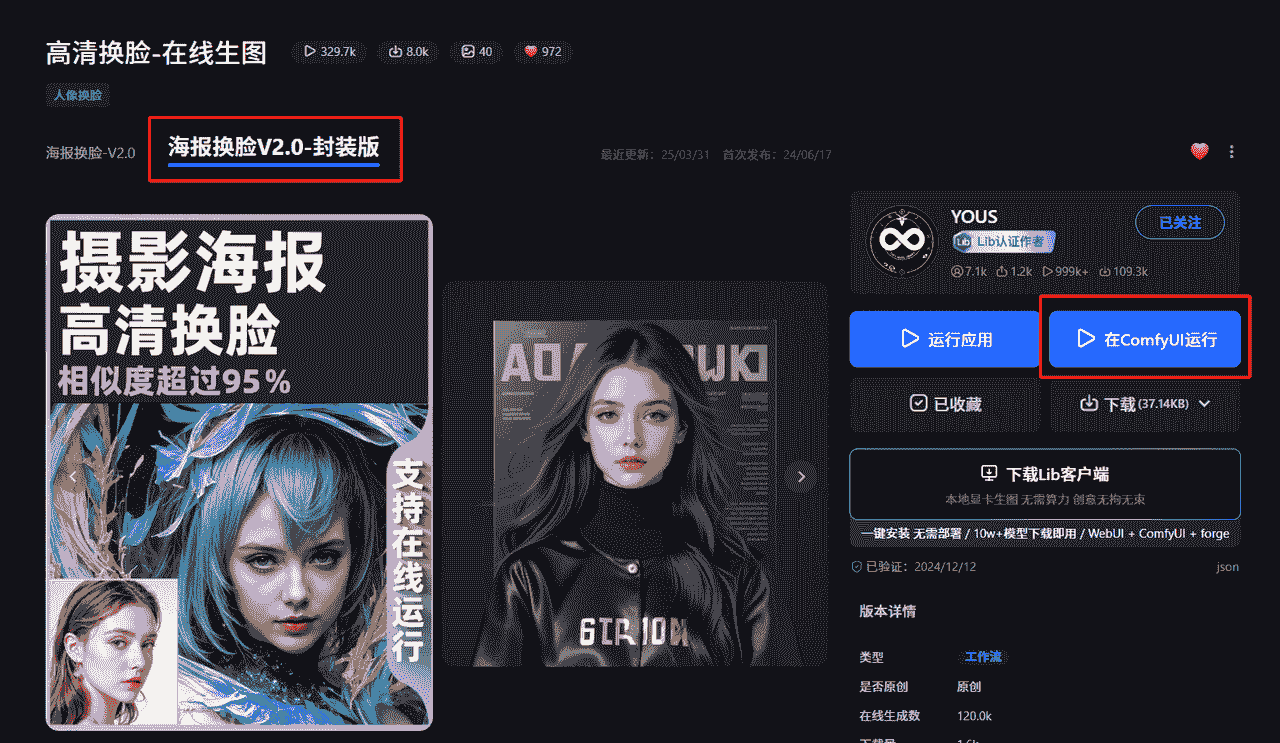 高清换脸-在线生图
329.7k
8.0k
40
972
人像换脸
海报换脸-V2.0
海报换脸V2.0-封装版
最近更新：25/03/31 首次发布：24/06/17
摄影海报
高清换脸
相似度超过95%
支持在线运行
YOUS
已关注
Lib认证作者
7.1k 1.2k 999k+ 109.3k
运行应用
在ComfyUI运行
已收藏
下载(37.14KB)
下载Lib客户端
本地显卡生图 无需算力 创意无拘无束
一键安装 无需部署 / 10w+模型下载即用 / WebUI + ComfyUI + forge
已验证：2024/12/12
json
版本详情
类型 工作流
是否原创 原创
在线生成数 120.0k